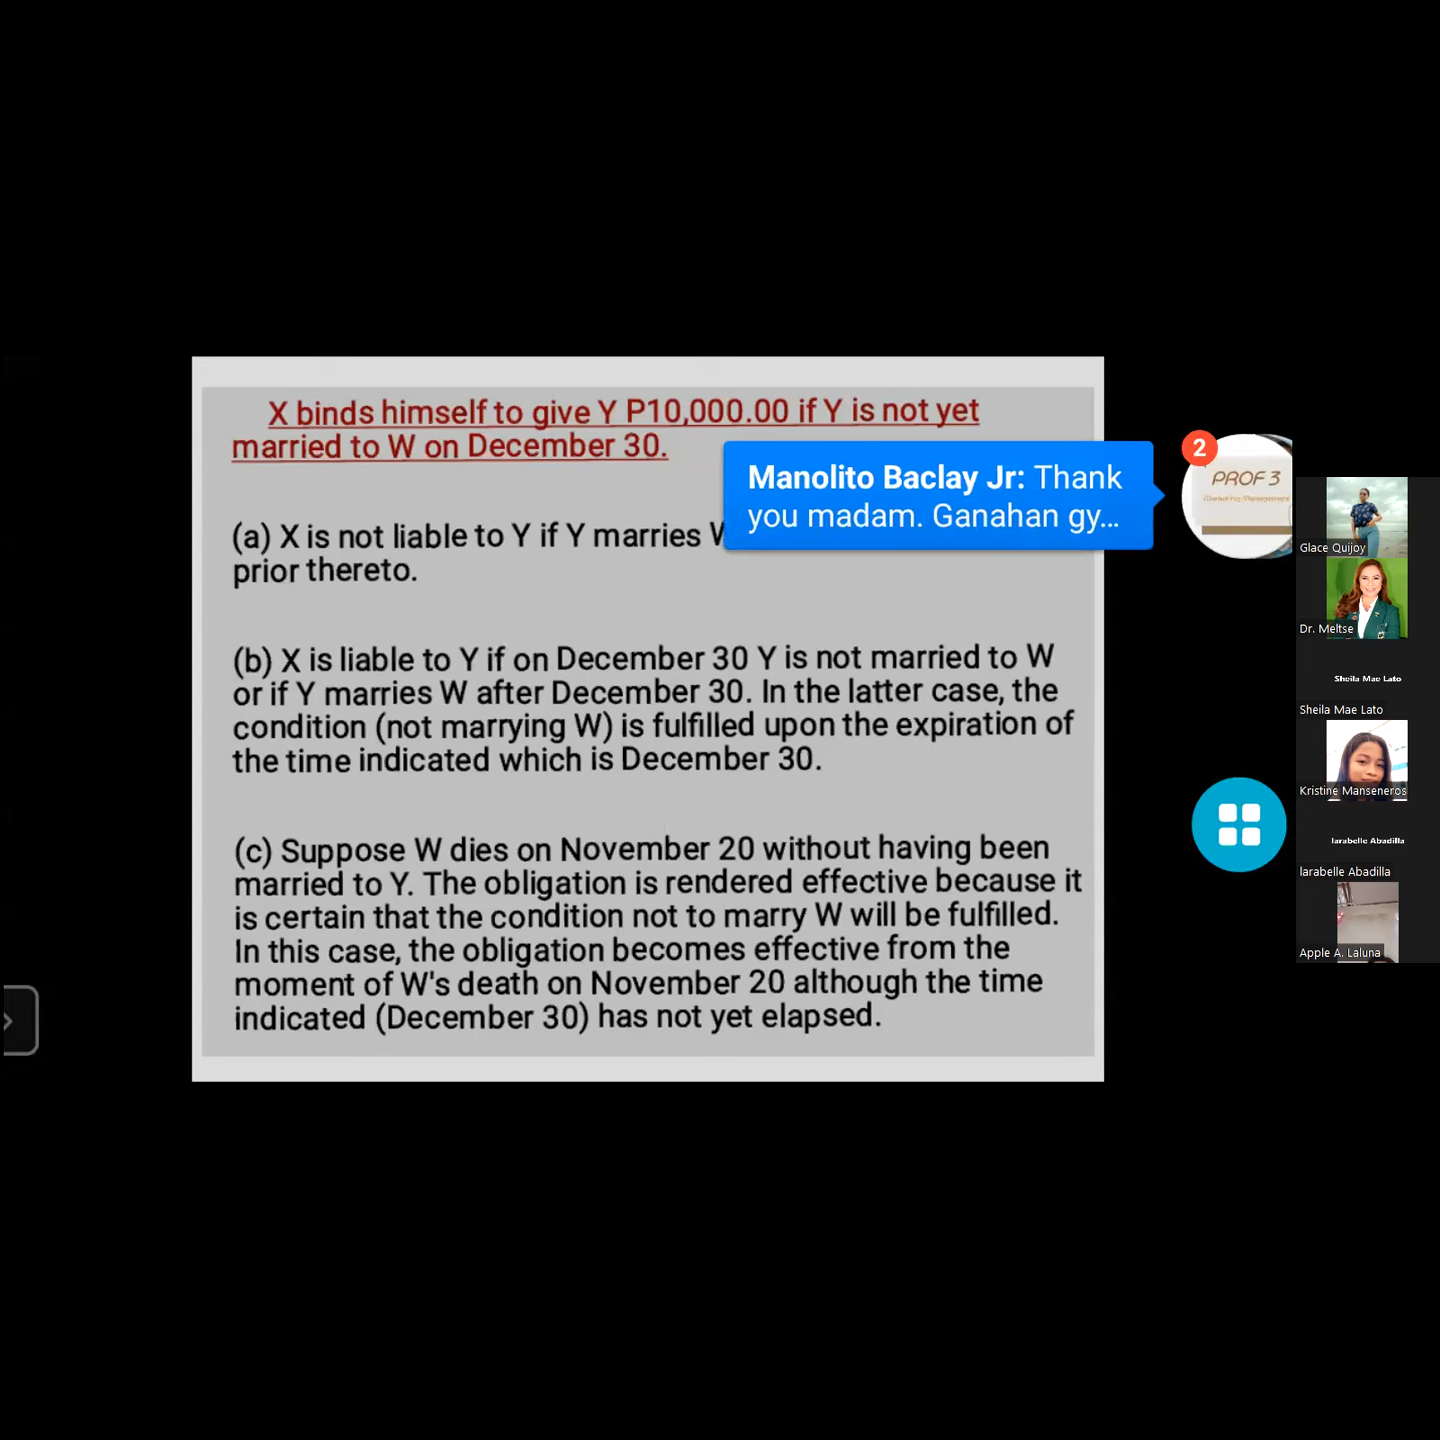 X binds himself to give Y P10,000.00 if Y is not yet
married to W on December 30.
(a) X is not liable to Y if Y marries
prior thereto.
(b) X is liable to Y if on December 30 Y is not married to W
or if Y marries W after December 30. In the latter case, the
condition (not marrying W) is fulfilled upon the expiration of
the time indicated which is December 30.
(c) Suppose W dies on November 20 without having been
married to Y. The obligation is rendered effective because it
is certain that the condition not to marry W will be fulfilled.
In this case, the obligation becomes effective from the
moment of W's death on November 20 although the time
indicated (December 30) has not yet elapsed.
Manolito Baclay Jr: Thank
you madam. Ganahan gy...
2
PROF 3
Marketing Management
Glace Quijoy
Dr. Meltse
Sheila Mae Lato
Sheila Mae Lato
Kristine Manseneros
larabelle Abadilla
larabelle Abadilla
Apple A. Laluna